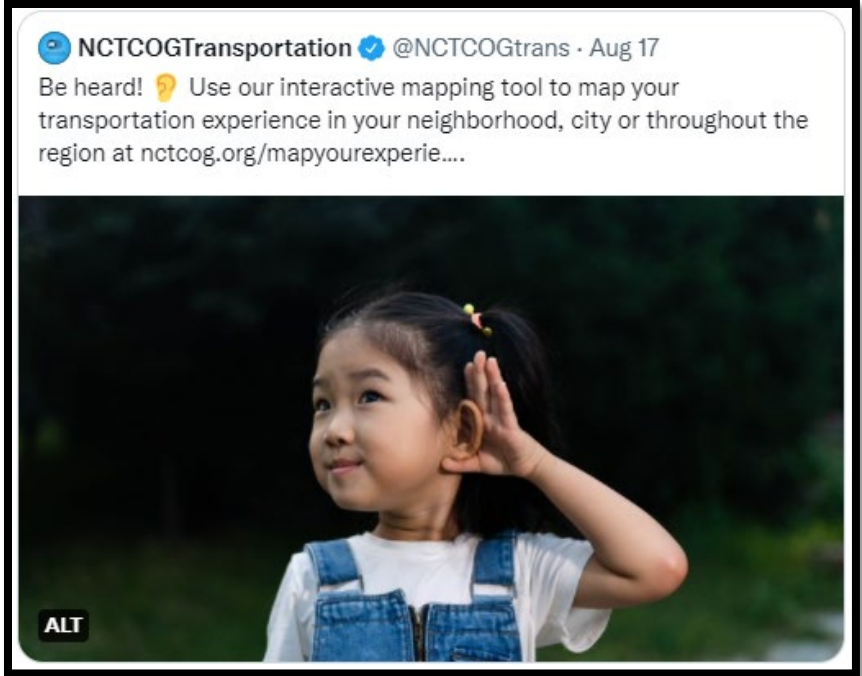 NCTCOGTransportation @NCTCOGtrans · Aug 17
Be heard! 👂 Use our interactive mapping tool to map your
transportation experience in your neighborhood, city or throughout the
region at nctcog.org/mapyourexperie....
ALT